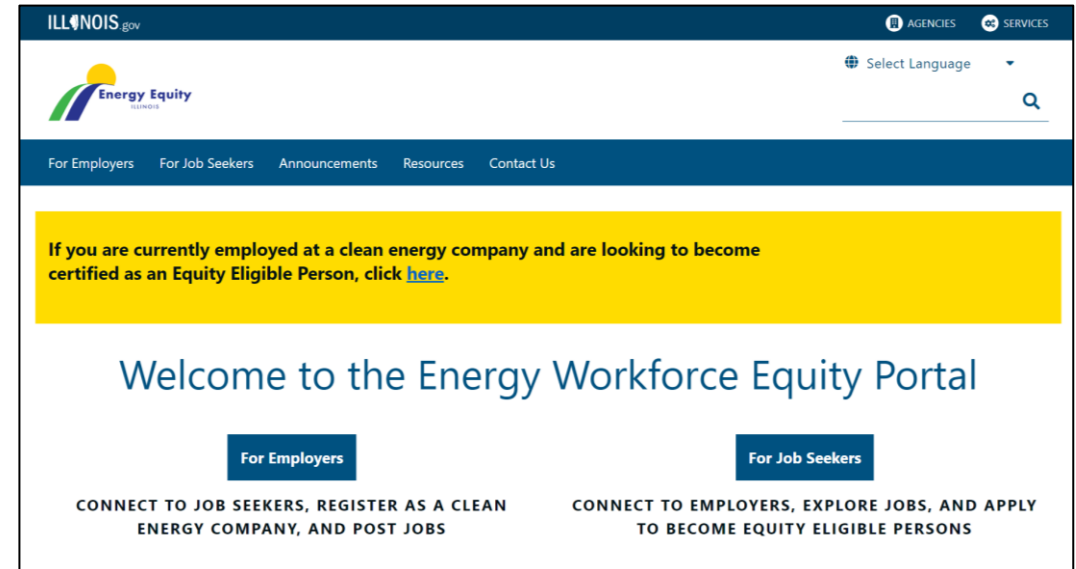 ILLINOIS.gov
AGENCIES
SERVICES
Select Language
Energy Equity
ILLINOIS
For Employers
For Job Seekers
Announcements
Resources
Contact Us
If you are currently employed at a clean energy company and are looking to become
certified as an Equity Eligible Person, click here.
Welcome to the Energy Workforce Equity Portal
For Employers
CONNECT TO JOB SEEKERS, REGISTER AS A CLEAN
ENERGY COMPANY, AND POST JOBS
For Job Seekers
CONNECT TO EMPLOYERS, EXPLORE JOBS, AND APPLY
TO BECOME EQUITY ELIGIBLE PERSONS